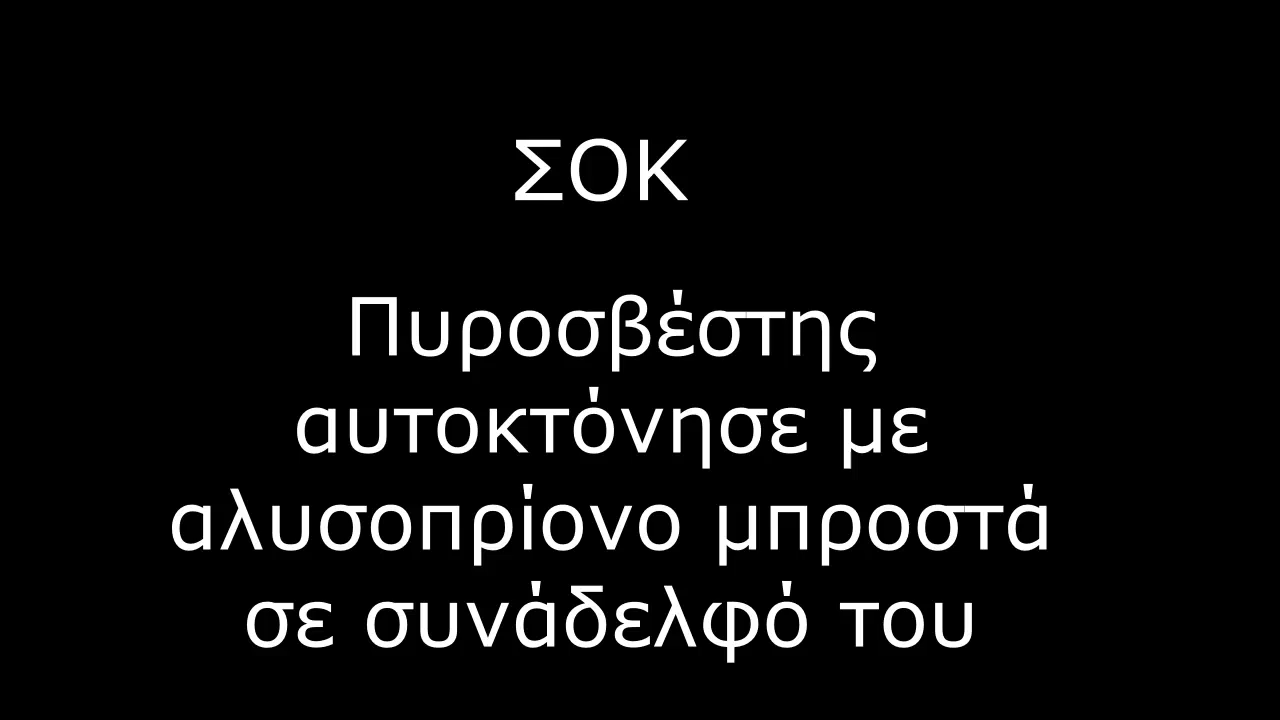 ΣΟΚ
Πυροσβέστης
αυτοκτόνησε με
αλυσοπρίονο μπροστά
σε συνάδελφό του